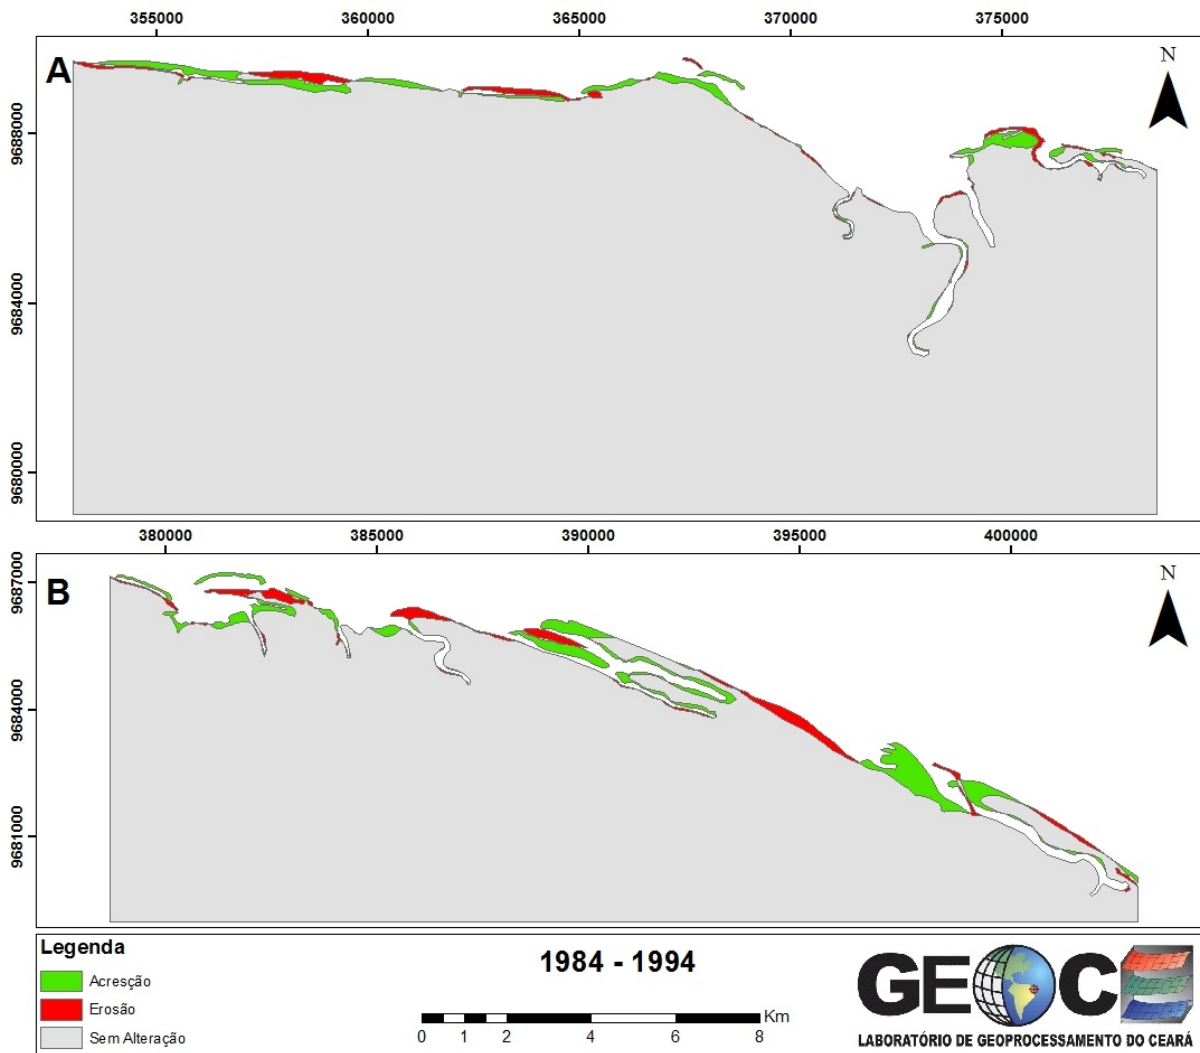 355000 360000 365000 370000 375000
A
N
9688000
9684000
9680000
380000 385000 390000 395000 400000
B
N
9687000
9684000
9681000
Legenda
Acresção
Erosão
Sem Alteração
1984 - 1994
Km
0 1 2 4 6 8
GEOCE
LABORATÓRIO DE GEOPROCESSAMENTO DO CEARÁ